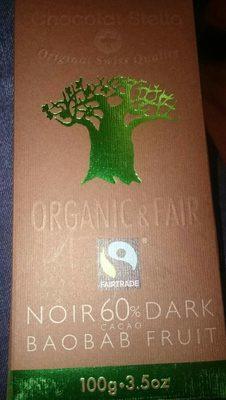 Chocolat Stella
Original Swiss Quality
ORGANIC & FAIR
FAIRTRADE
NOIR 60% DARK
CACAO
BAOBAB FRUIT
100g•3.5oz